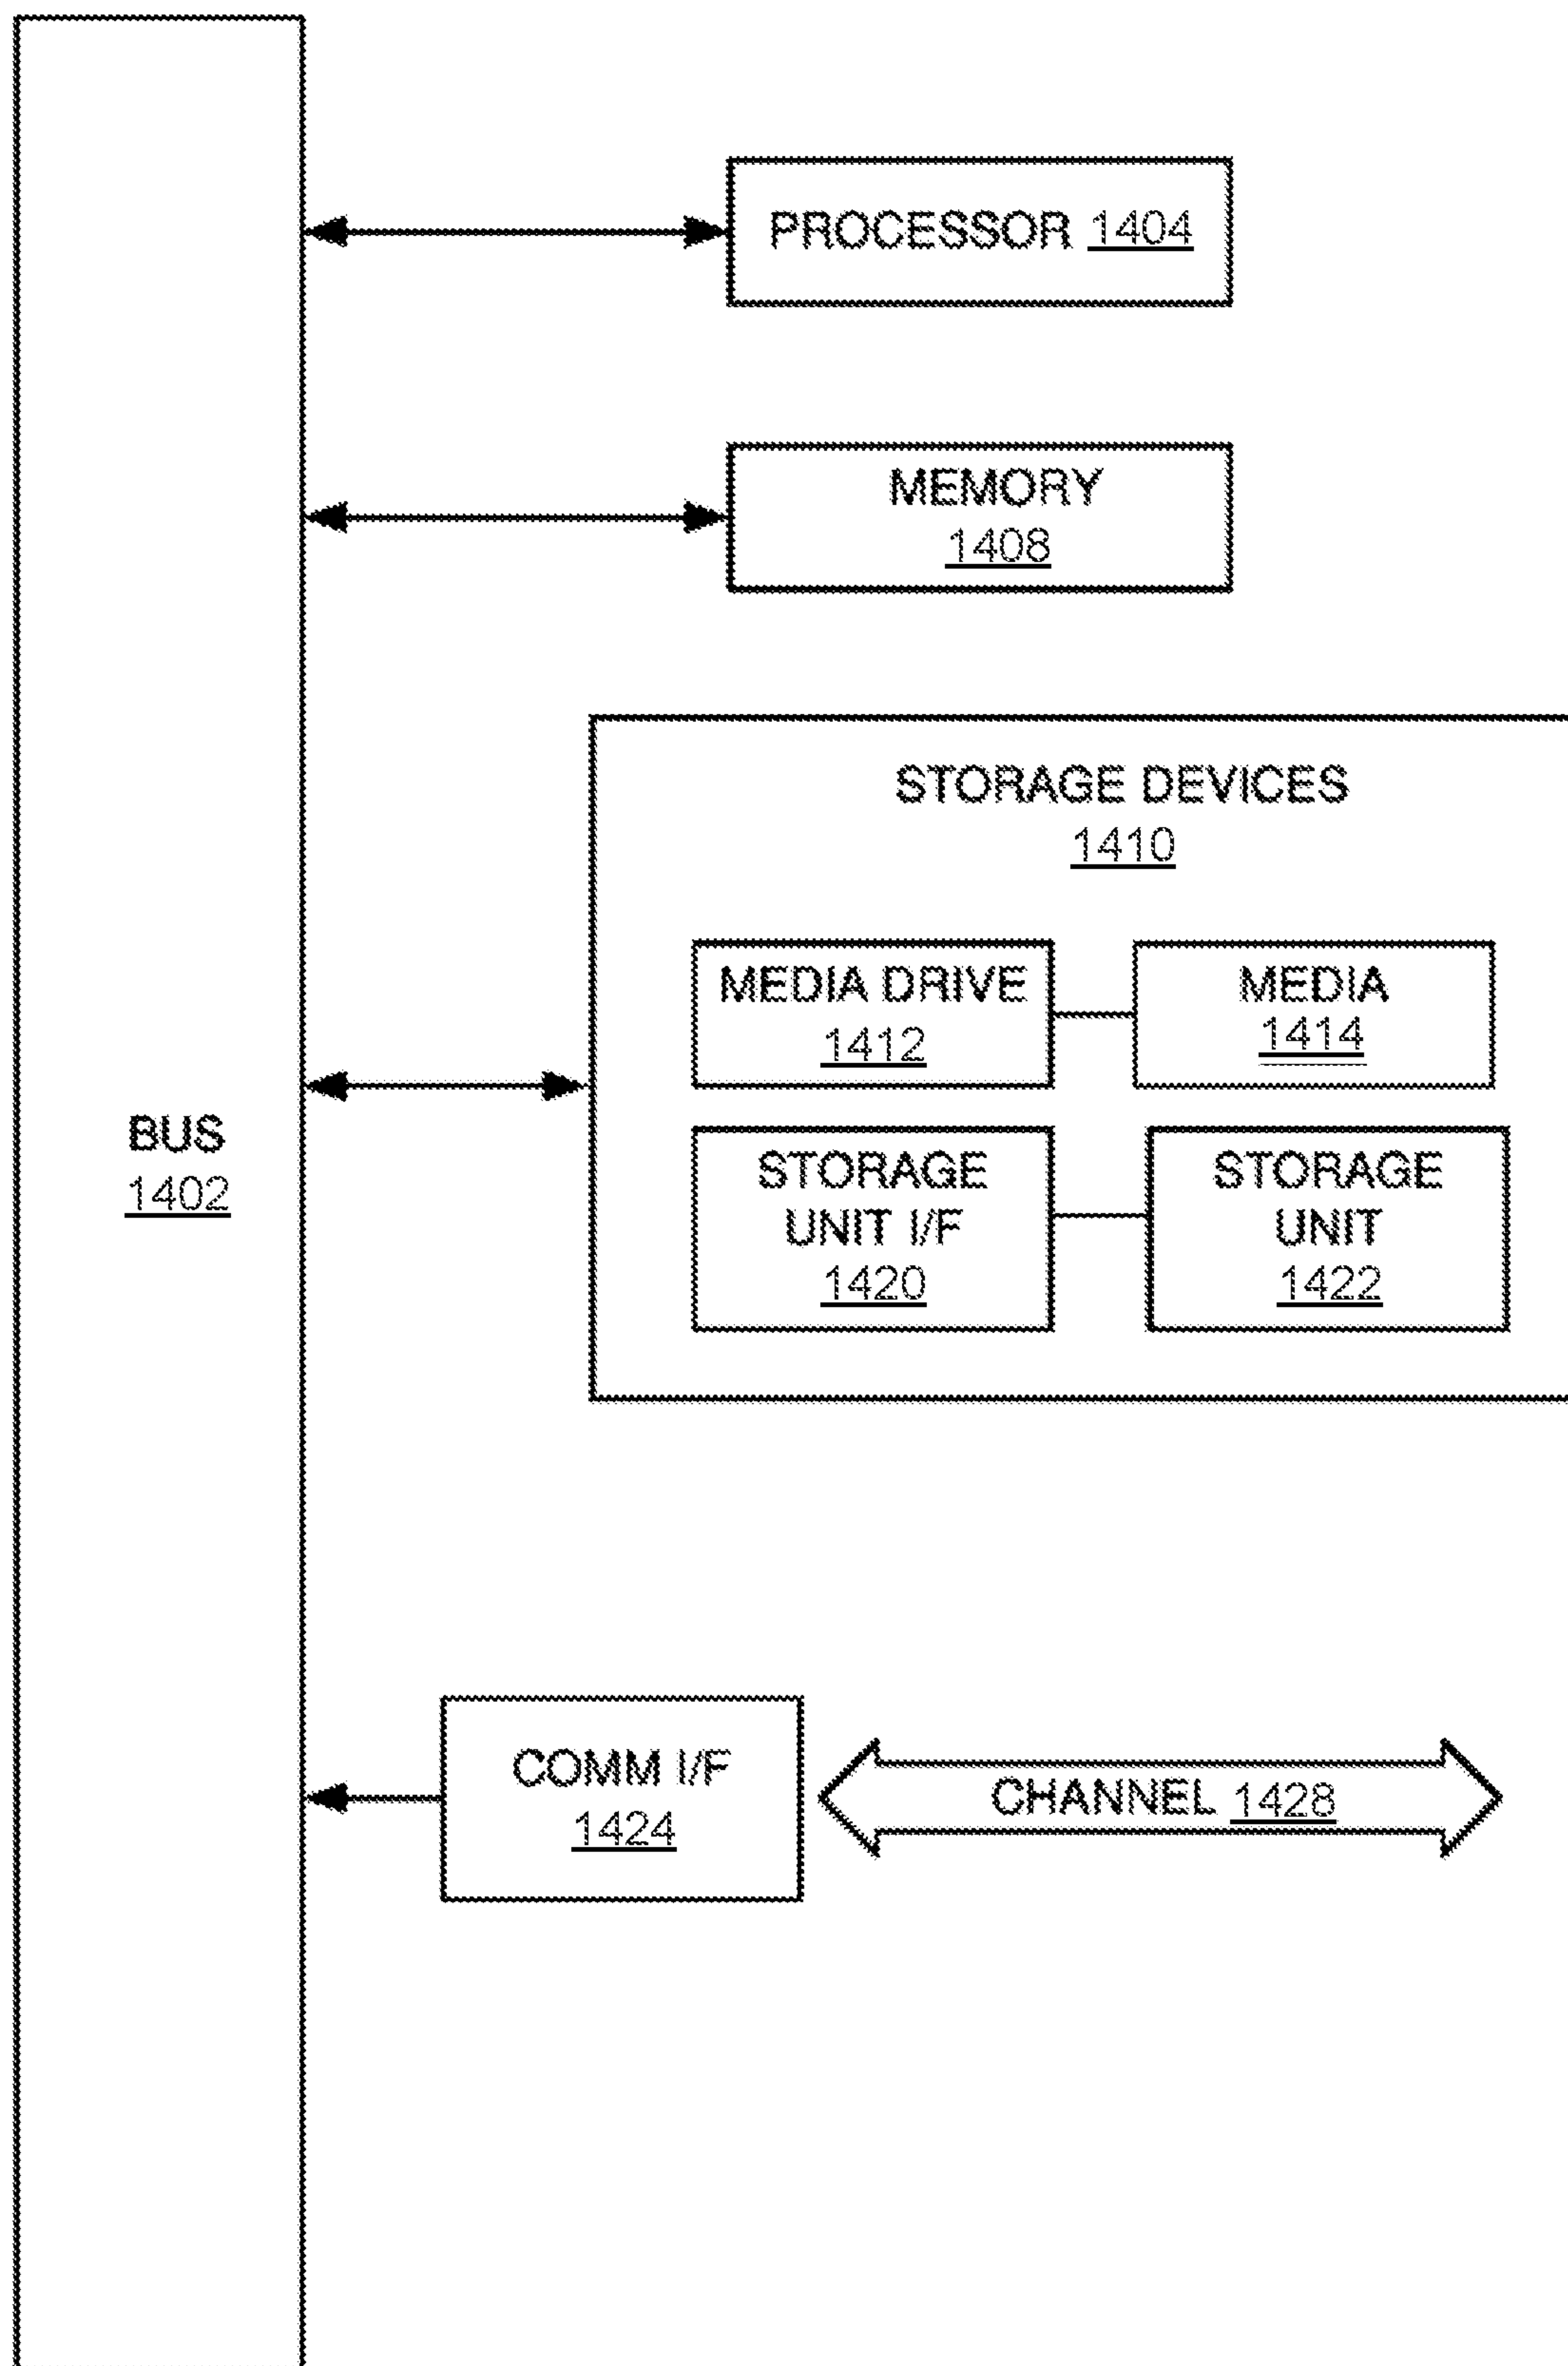 PROCESSOR 1404
MEMORY
1408
STORAGE DEVICES
1410
MEDIA DRIVE
1412
MEDIA
1414
BUS
1402
STORAGE
UNIT I/F
1420
STORAGE
UNIT
1422
COMM I/F
1424
CHANNEL 1428